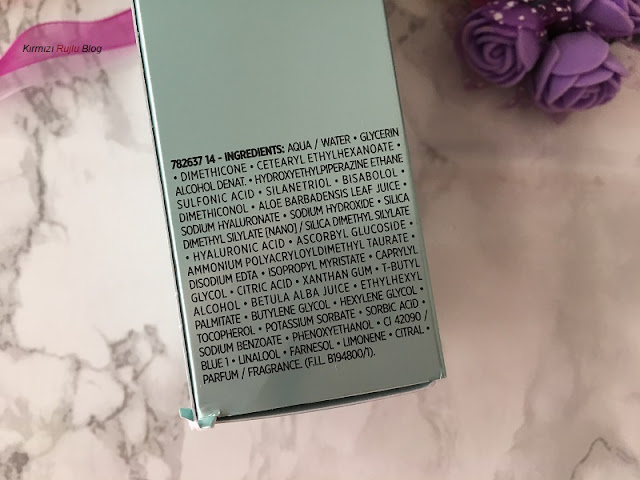 Kırmızı Rujlu Blog
782637 14 - INGREDIENTS: AQUA / WATER • GLYCERIN
• DIMETHICONE • CETEARYL ETHYLHEXANOATE •
ALCOHOL DENAT. • HYDROXYETHYLPIPERAZINE ETHANE
SULFONIC ACID • SILANETRIOL • BISABOLOL •
DIMETHICONOL • ALOE BARBADENSIS LEAF JUICE •
SODIUM HYALURONATE • SODIUM HYDROXIDE • SILICA
DIMETHYL SILYLATE [NANO] / SILICA DIMETHYL SILYLATE
• HYALURONIC ACID • ASCORBYL GLUCOSIDE •
AMMONIUM POLYACRYLOYLDIMETHYL TAURATE •
DISODIUM EDTA • ISOPROPYL MYRISTATE • CAPRYLYL
GLYCOL • CITRIC ACID • XANTHAN GUM • T-BUTYL
ALCOHOL • BETULA ALBA JUICE • ETHYLHEXYL
PALMITATE • BUTYLENE GLYCOL • HEXYLENE GLYCOL •
TOCOPHEROL • POTASSIUM SORBATE • SORBIC ACID •
SODIUM BENZOATE • PHENOXYETHANOL • CI 42090 /
BLUE 1 • LINALOOL • FARNESOL • LIMONENE • CITRAL •
PARFUM / FRAGRANCE. (F.I.L. B194800/1).